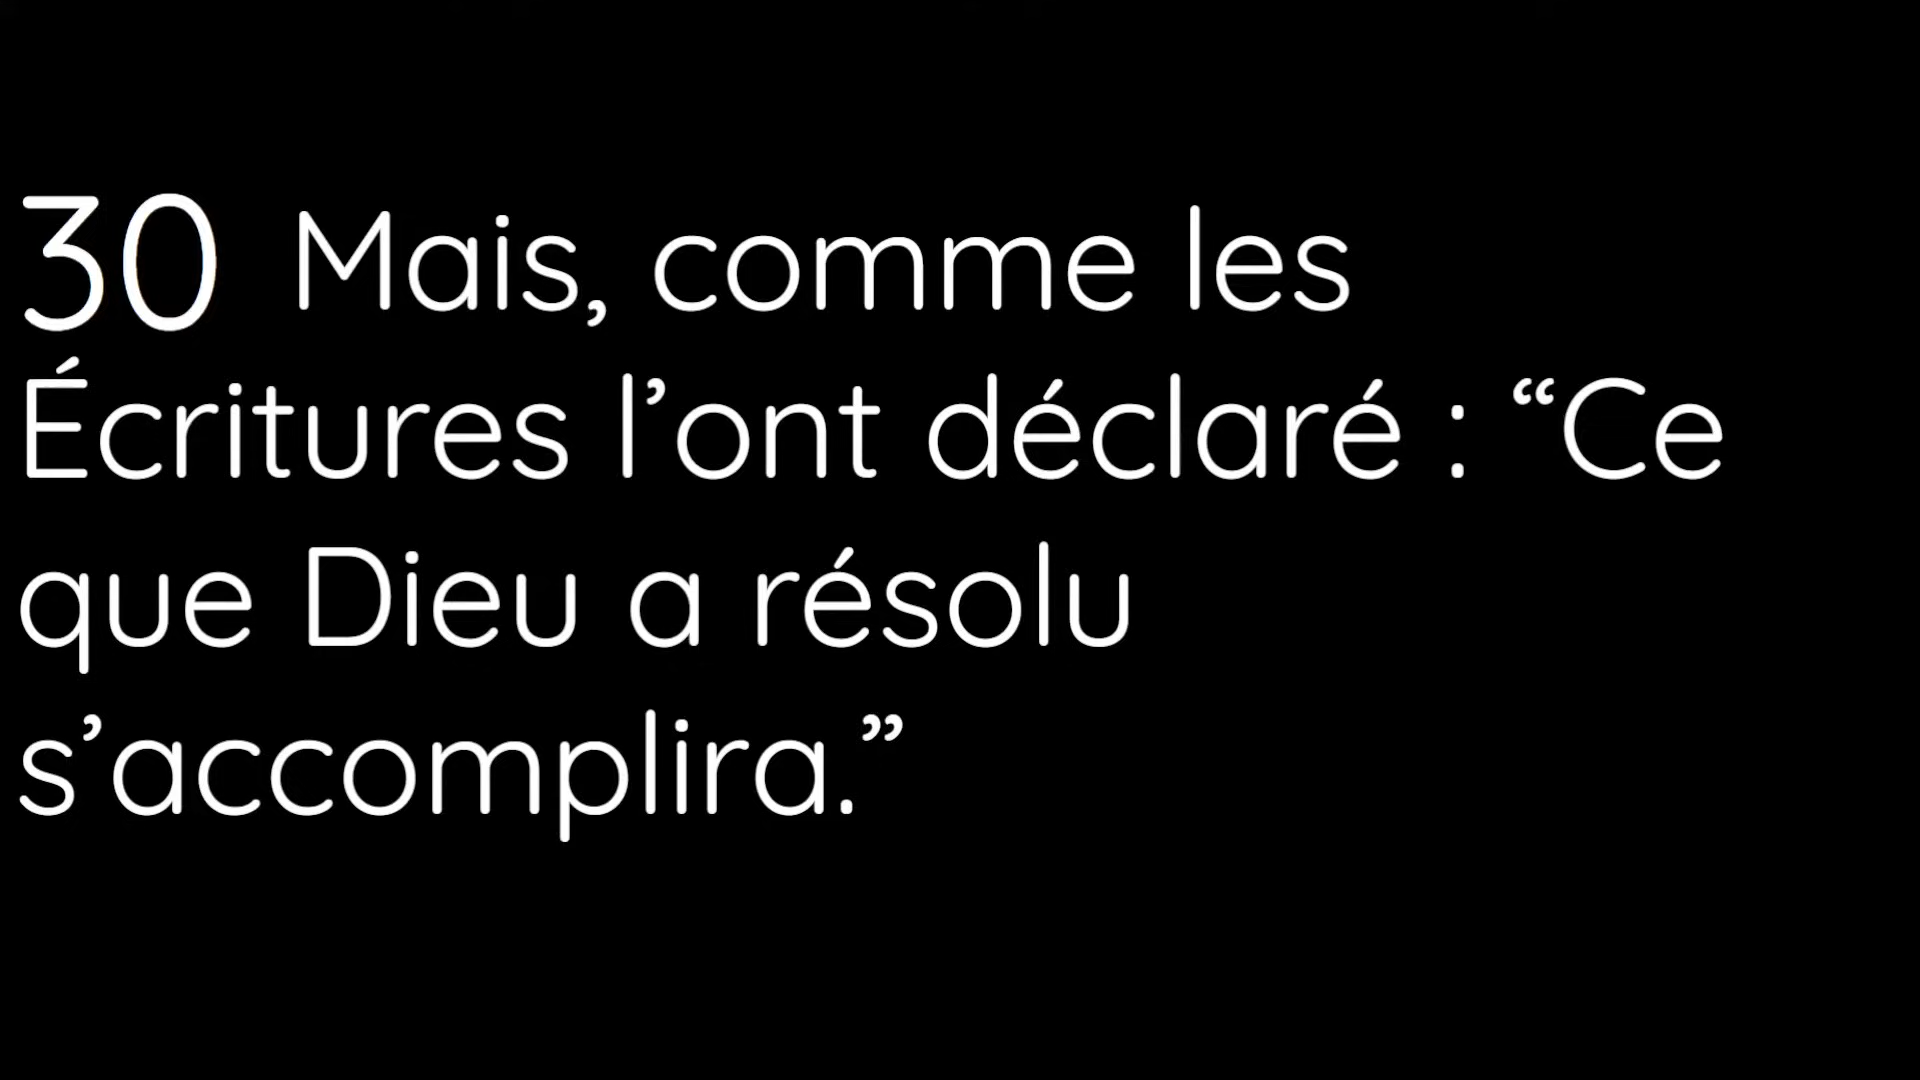 30 Mais, comme les
Écritures l’ont déclaré : “Ce
que Dieu a résolu
s’accomplira.”